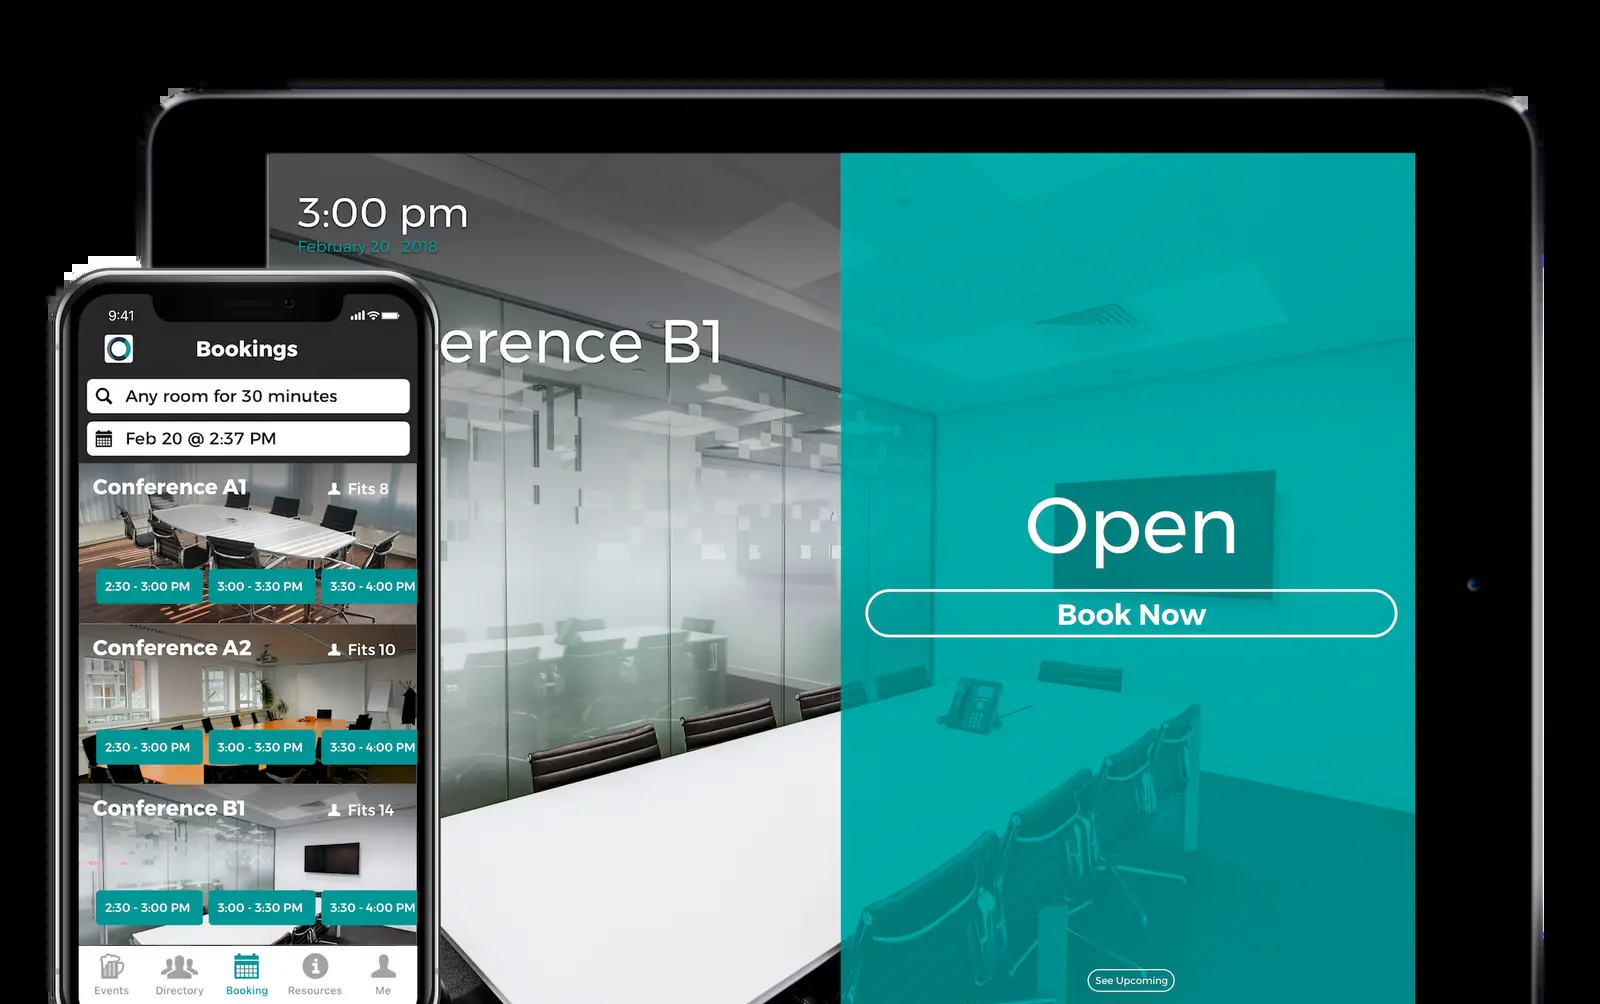 3:00 pm
February 20 2018
erence B1
Open
Book Now
See Upcoming
9:41
Bookings
Any room for 30 minutes
Feb 20 @ 2:37 PM
Conference A1 Fits 8
2:30 - 3:00 PM 3:00 - 3:30 PM 3:30 - 4:00 PM
Conference A2 Fits 10
2:30 - 3:00 PM 3:00 - 3:30 PM 3:30 - 4:00 PM
Conference B1 Fits 14
2:30 - 3:00 PM 3:00 - 3:30 PM 3:30 - 4:00 PM
Events Directory Booking Resources Me